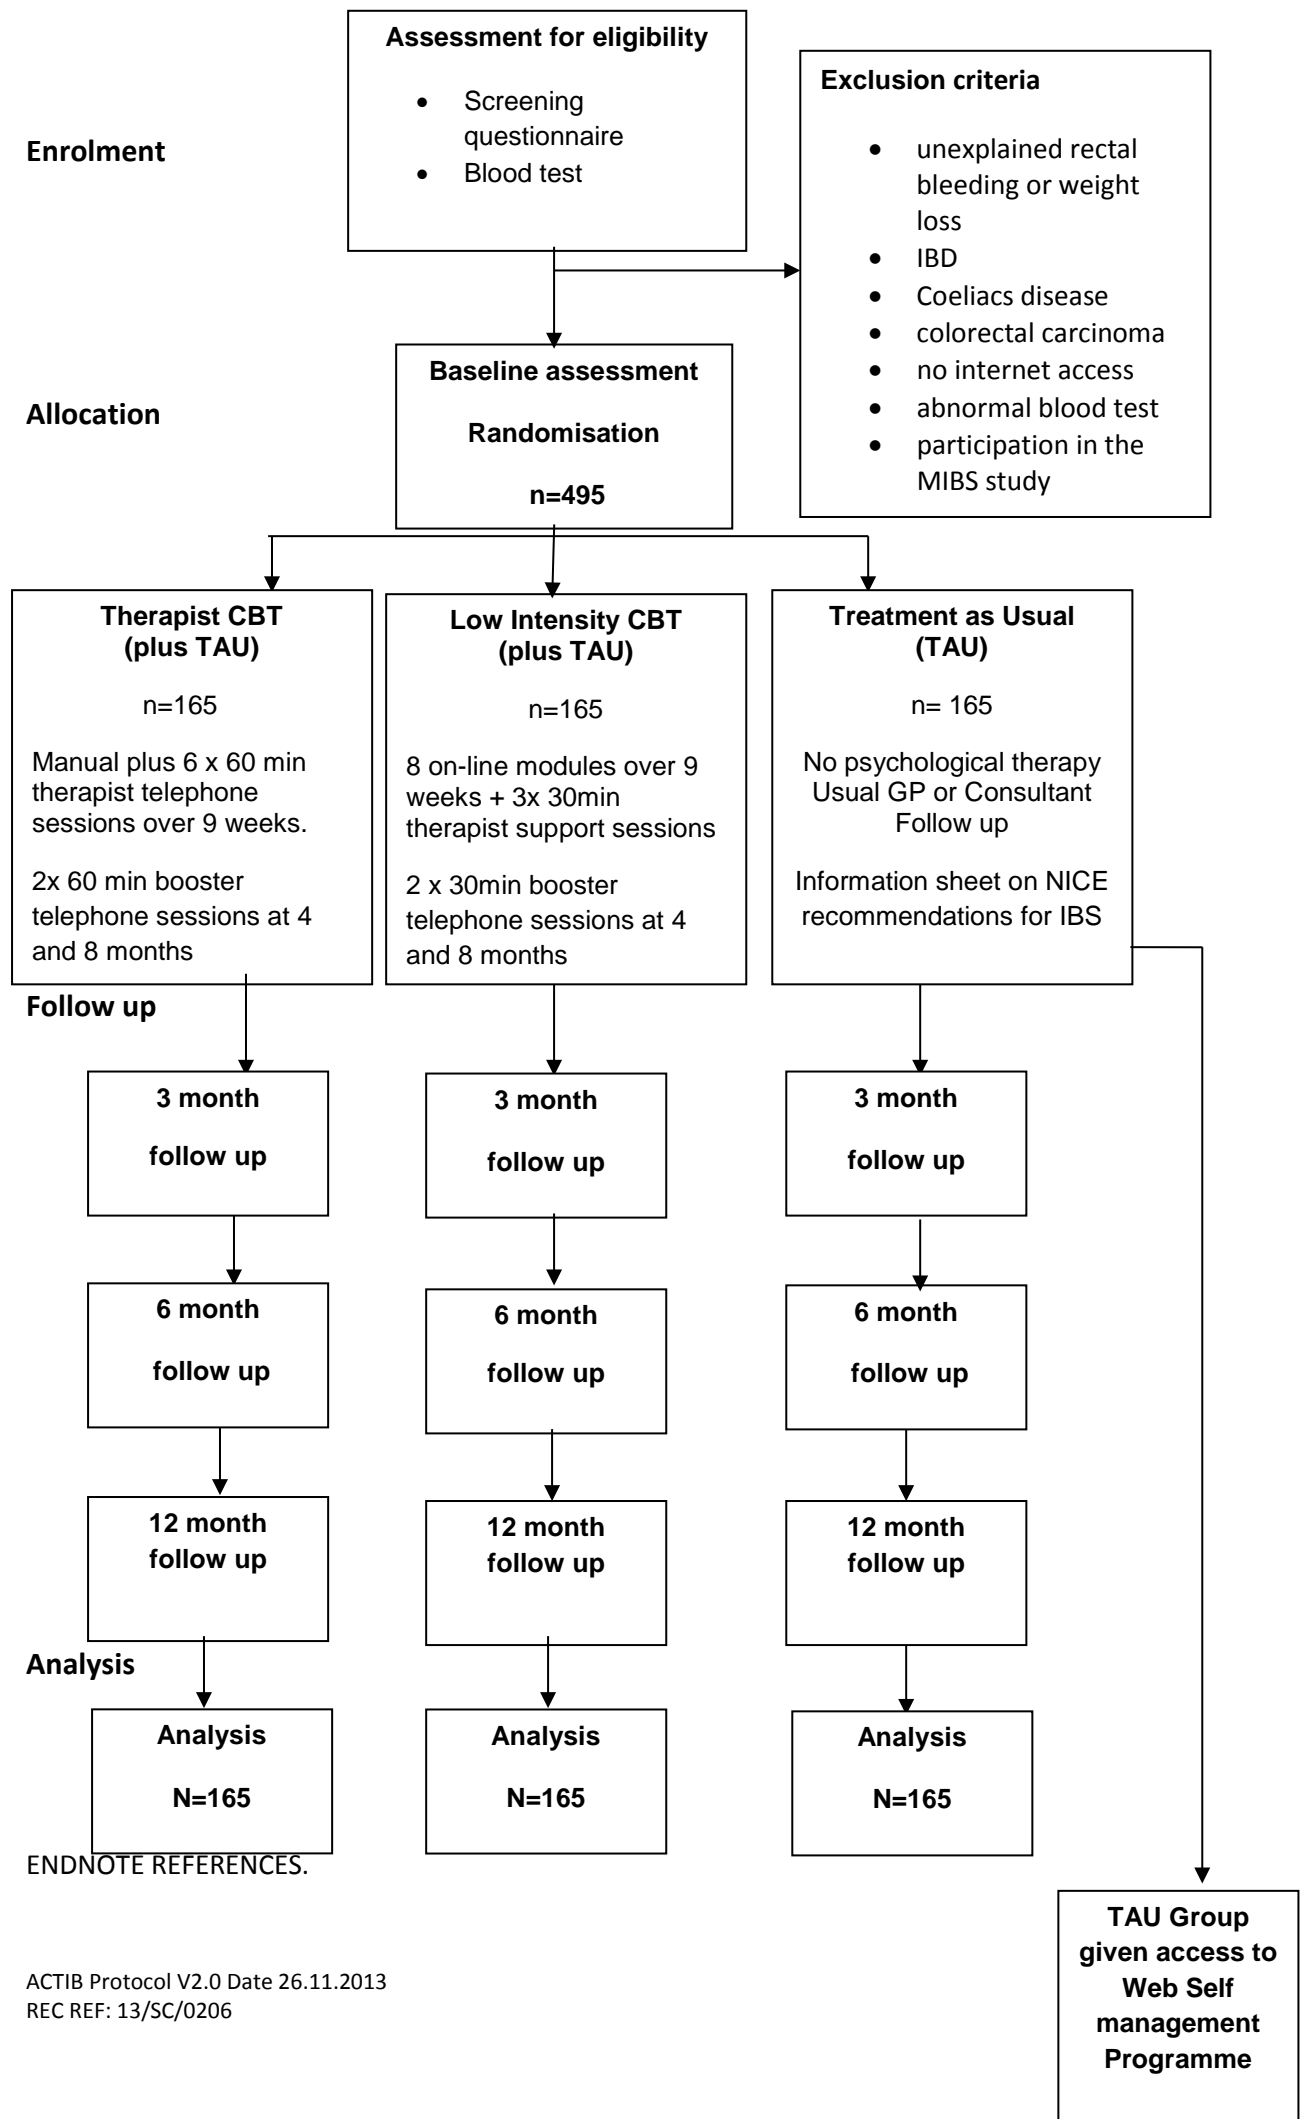 Assessment for eligibility
• Screening
questionnaire
• Blood test
Exclusion criteria
• unexplained rectal
bleeding or weight
loss
• IBD
• Coeliacs disease
• colorectal carcinoma
• no internet access
• abnormal blood test
• participation in the
MIBS study
Enrolment
Baseline assessment
Randomisation
n=495
Allocation
Therapist CBT
(plus TAU)
n=165
Manual plus 6 x 60 min
therapist telephone
sessions over 9 weeks.
2x 60 min booster
telephone sessions at 4
and 8 months
Low Intensity CBT
(plus TAU)
n=165
8 on-line modules over 9
weeks + 3x 30min
therapist support sessions
2 x 30min booster
telephone sessions at 4
and 8 months
Treatment as Usual
(TAU)
n= 165
No psychological therapy
Usual GP or Consultant
Follow up
Information sheet on NICE
recommendations for IBS
Follow up
3 month
follow up
3 month
follow up
3 month
follow up
6 month
follow up
6 month
follow up
6 month
follow up
12 month
follow up
12 month
follow up
12 month
follow up
Analysis
Analysis
N=165
Analysis
N=165
Analysis
N=165
ENDNOTE REFERENCES.
TAU Group
given access to
Web Self
management
Programme
ACTIB Protocol V2.0 Date 26.11.2013
REC REF: 13/SC/0206